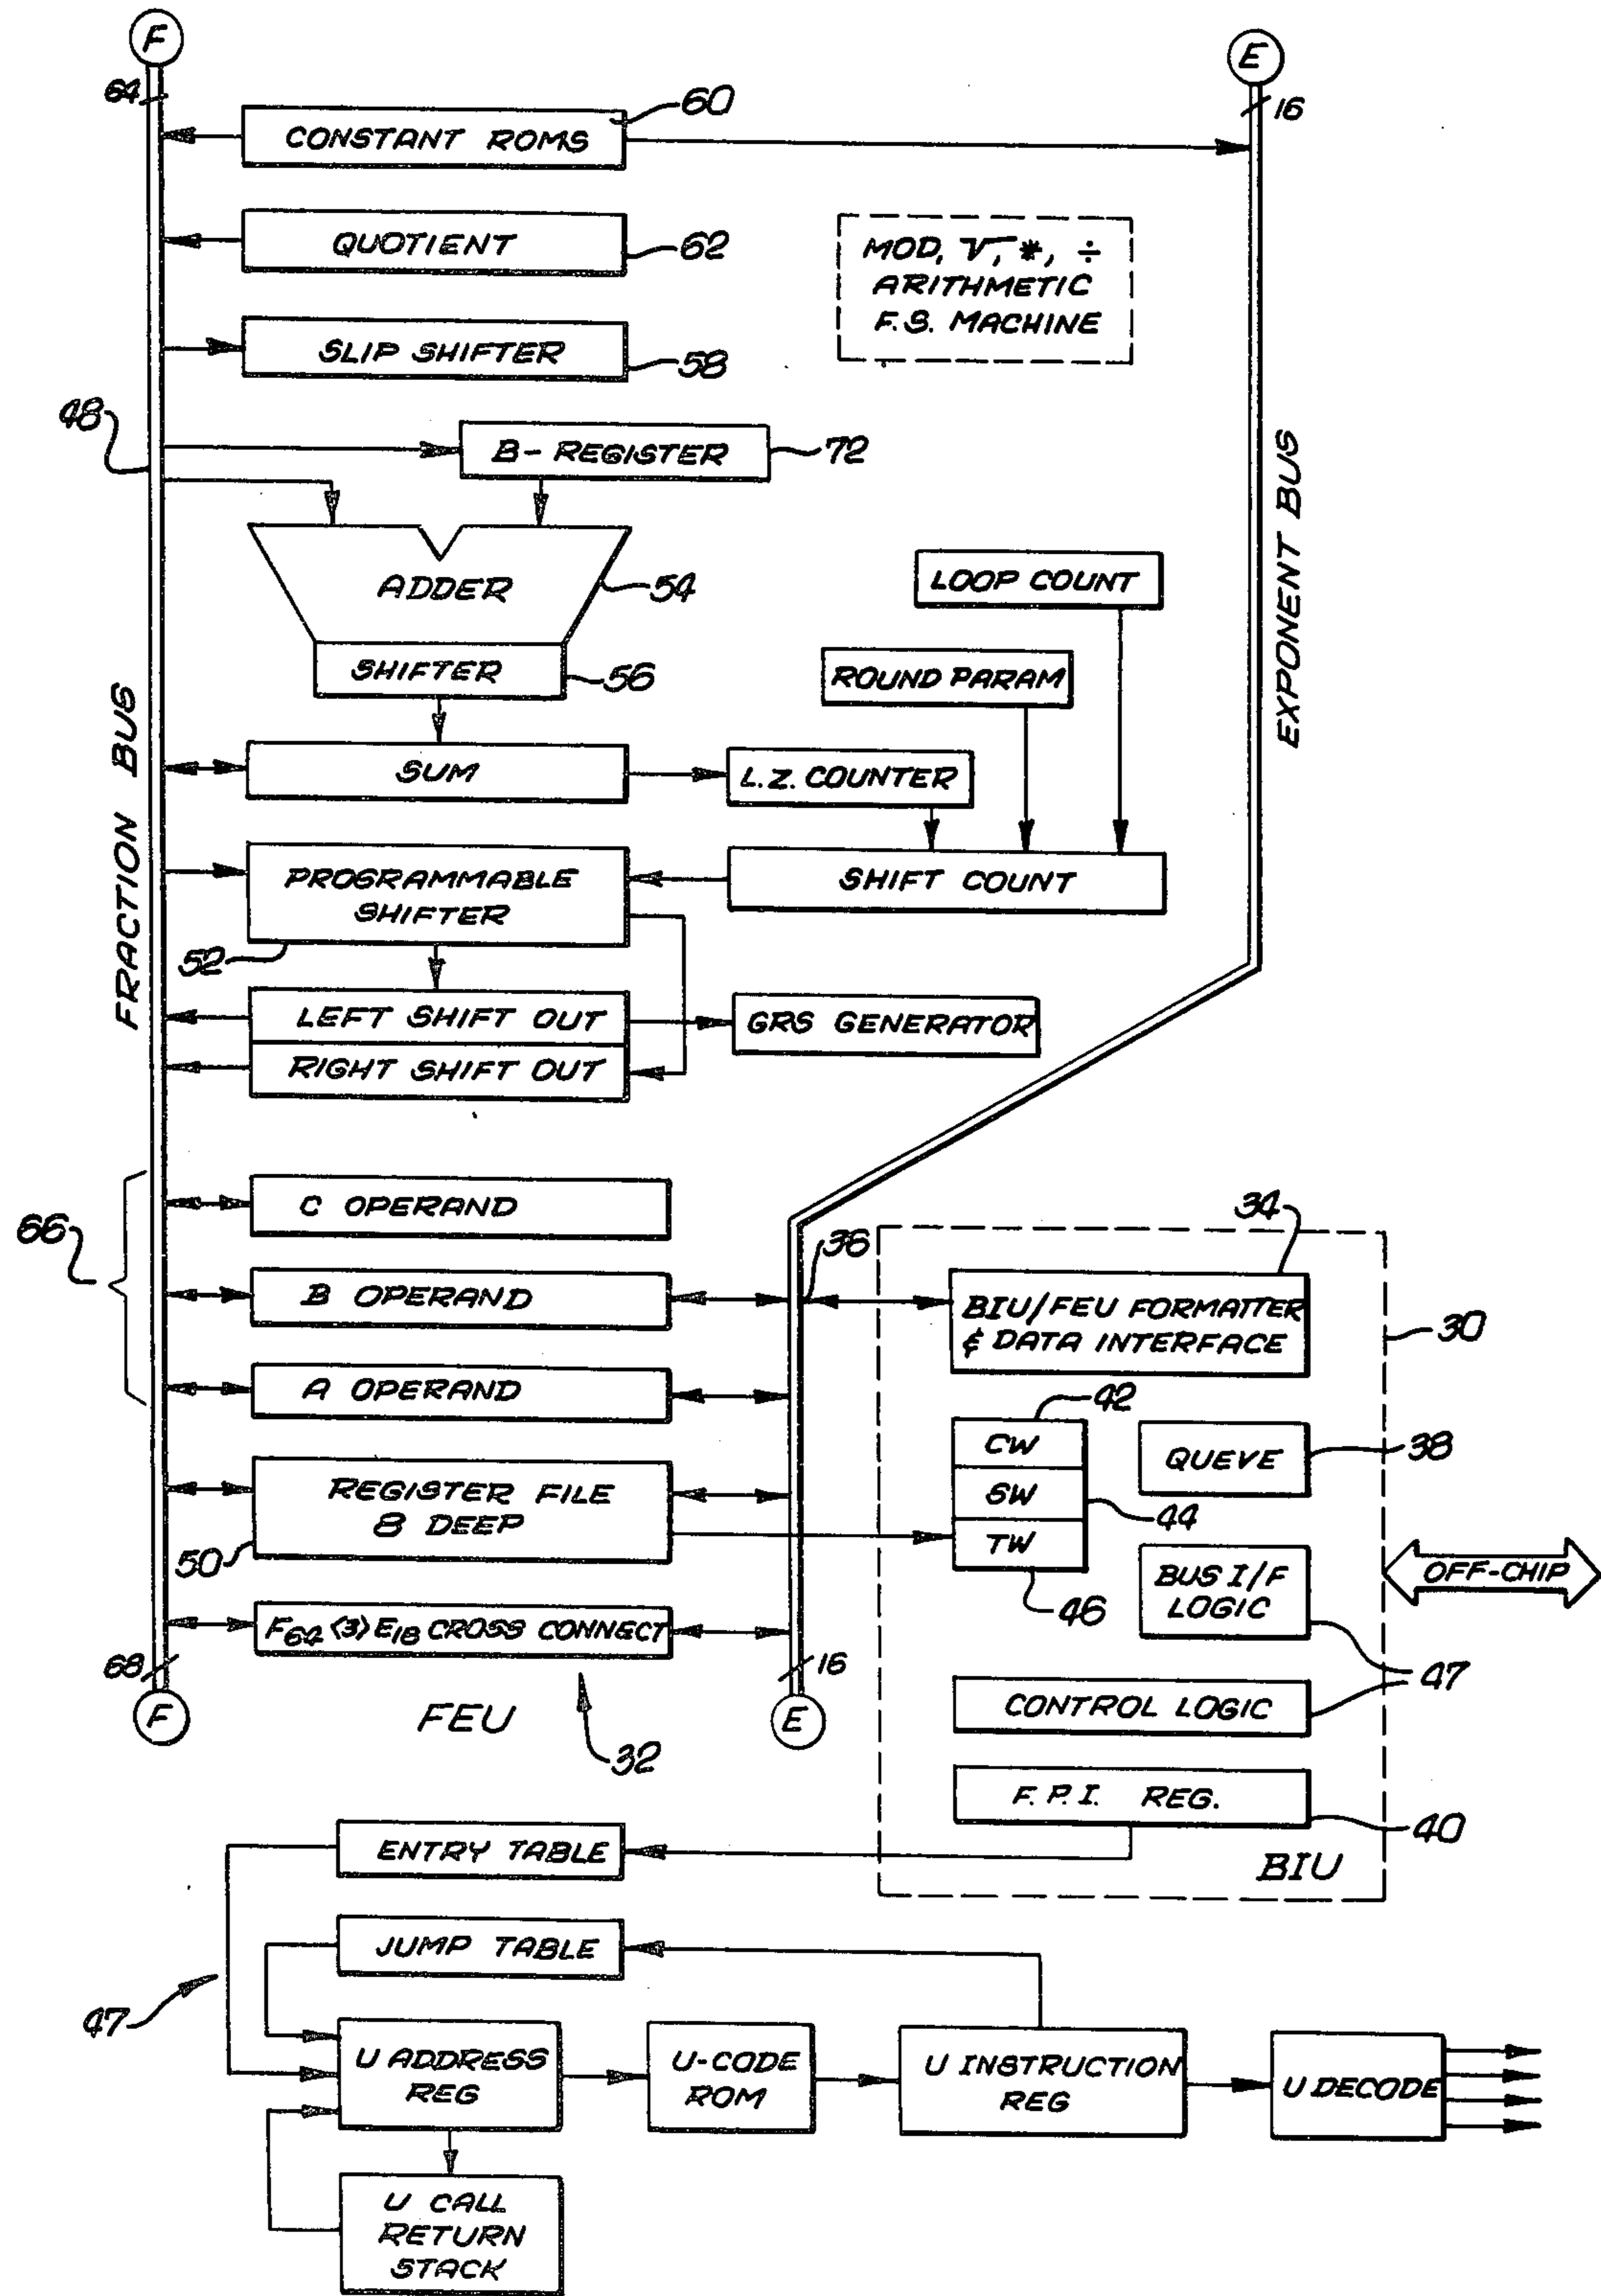 F
E
64
16
60
CONSTANT ROMS
QUOTIENT
62
MOD, √, *, ÷
ARITHMETIC
F.S. MACHINE
SLIP SHIFTER
58
48
B-REGISTER
72
EXPONENT BUS
ADDER
54
LOOP COUNT
SHIFTER
56
ROUND PARAM
FRACTION BUS
SUM
L.Z. COUNTER
PROGRAMMABLE
SHIFTER
SHIFT COUNT
52
LEFT SHIFT OUT
GRS GENERATOR
RIGHT SHIFT OUT
C OPERAND
34
66
36
B OPERAND
BIU/FEU FORMATTER
& DATA INTERFACE
30
A OPERAND
42
CW
QUEVE
38
REGISTER FILE
8 DEEP
SW
44
TW
50
BUS I/F
LOGIC
OFF-CHIP
46
F64 <3> E18 CROSS CONNECT
68
16
47
F
FEU
E
CONTROL LOGIC
32
F.P.I. REG.
40
ENTRY TABLE
BIU
JUMP TABLE
47
U ADDRESS
REG
U-CODE
ROM
U INSTRUCTION
REG
U DECODE
U CALL
RETURN
STACK